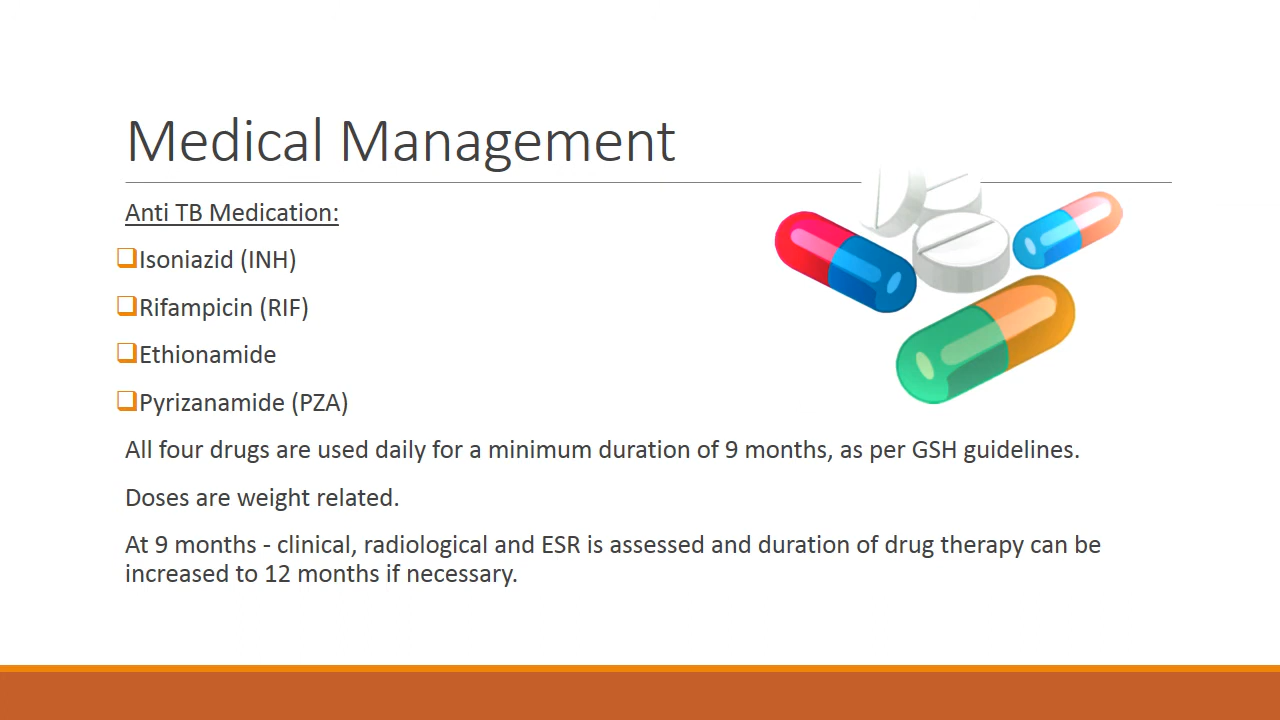 Medical Management
Anti TB Medication:
Isoniazid (INH)
Rifampicin (RIF)
Ethionamide
Pyrizanamide (PZA)
All four drugs are used daily for a minimum duration of 9 months, as per GSH guidelines.
Doses are weight related.
At 9 months - clinical, radiological and ESR is assessed and duration of drug therapy can be
increased to 12 months if necessary.